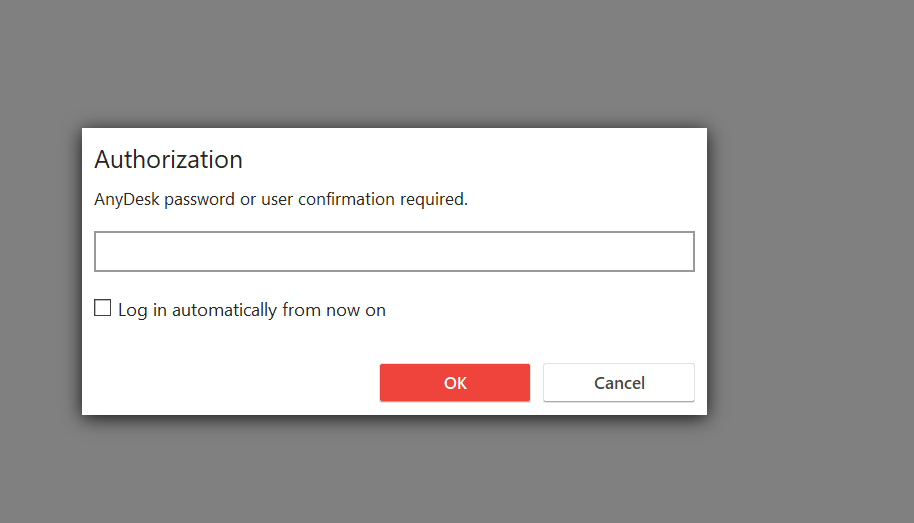 Authorization
AnyDesk password or user confirmation required.
Log in automatically from now on
OK
Cancel